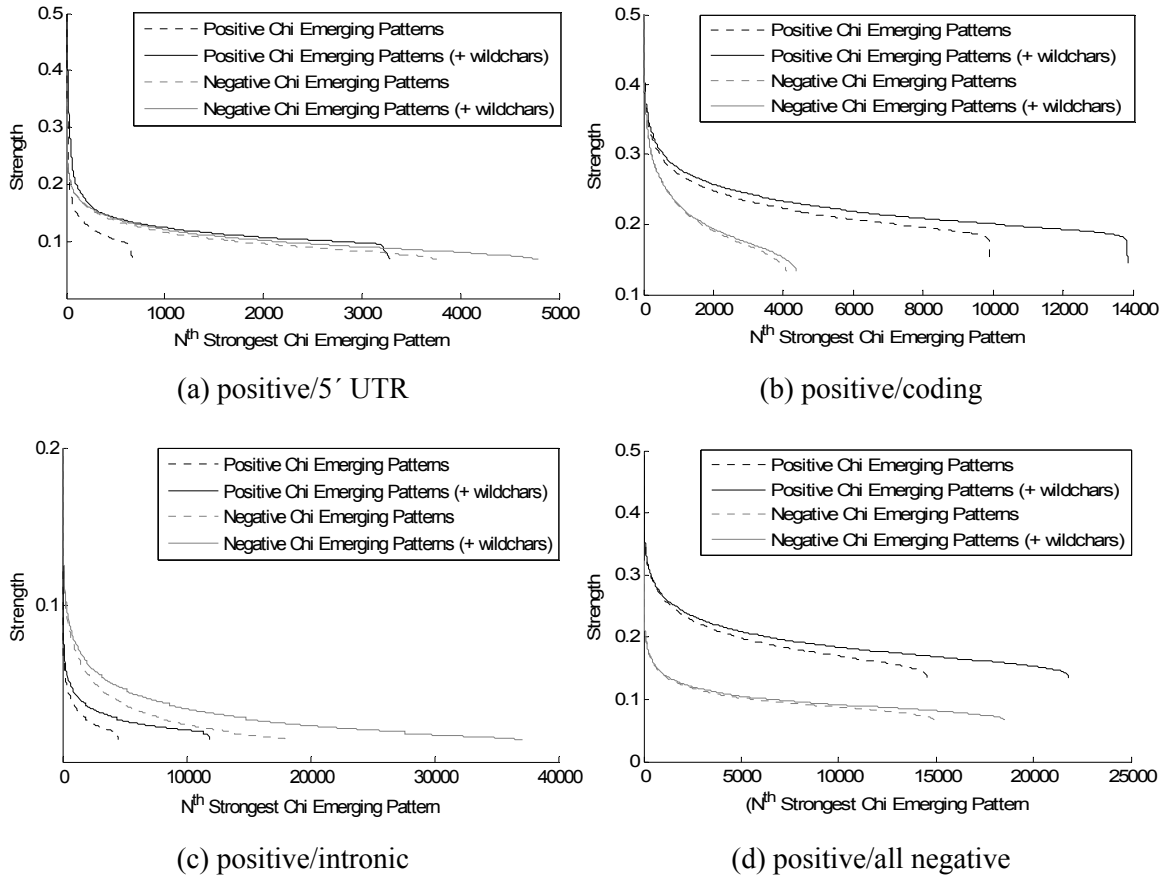 0.5
0.4
0.3
0.2
0.1
Strength
Positive Chi Emerging Patterns
Positive Chi Emerging Patterns (+ wildchars)
Negative Chi Emerging Patterns
Negative Chi Emerging Patterns (+ wildchars)
0 1000 2000 3000 4000 5000
Nth Strongest Chi Emerging Pattern
(a) positive/5´ UTR
0.5
0.4
0.3
0.2
0.1
Strength
Positive Chi Emerging Patterns
Positive Chi Emerging Patterns (+ wildchars)
Negative Chi Emerging Patterns
Negative Chi Emerging Patterns (+ wildchars)
0 2000 4000 6000 8000 10000 12000 14000
Nth Strongest Chi Emerging Pattern
(b) positive/coding
0.2
0.1
Strength
Positive Chi Emerging Patterns
Positive Chi Emerging Patterns (+ wildchars)
Negative Chi Emerging Patterns
Negative Chi Emerging Patterns (+ wildchars)
0 10000 20000 30000 40000
Nth Strongest Chi Emerging Pattern
(c) positive/intronic
0.5
0.4
0.3
0.2
0.1
0
Strength
Positive Chi Emerging Patterns
Positive Chi Emerging Patterns (+ wildchars)
Negative Chi Emerging Patterns
Negative Chi Emerging Patterns (+ wildchars)
0 5000 10000 15000 20000 25000
(Nth Strongest Chi Emerging Pattern
(d) positive/all negative